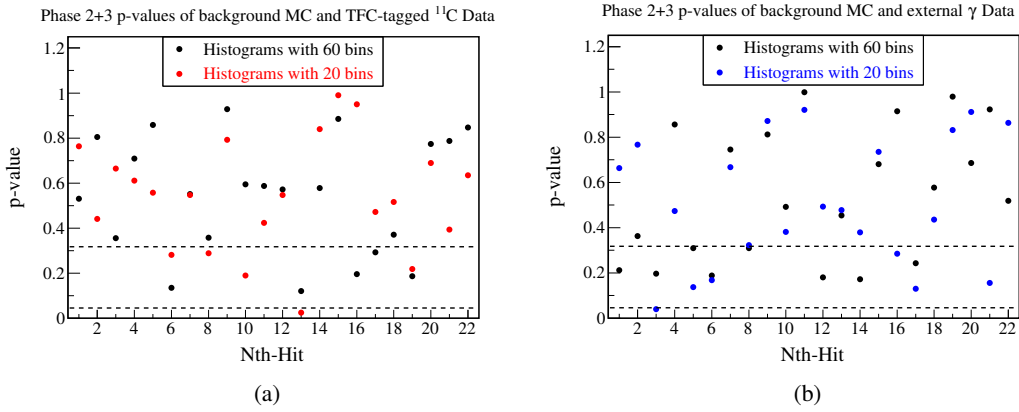 Phase 2+3 p-values of background MC and TFC-tagged ¹¹C Data
Histograms with 60 bins
Histograms with 20 bins
p-value
1.2
1
0.8
0.6
0.4
0.2
0
2 4 6 8 10 12 14 16 18 20 22
Nth-Hit
(a)
Phase 2+3 p-values of background MC and external γ Data
Histograms with 60 bins
Histograms with 20 bins
p-value
1.2
1
0.8
0.6
0.4
0.2
0
2 4 6 8 10 12 14 16 18 20 22
Nth-Hit
(b)